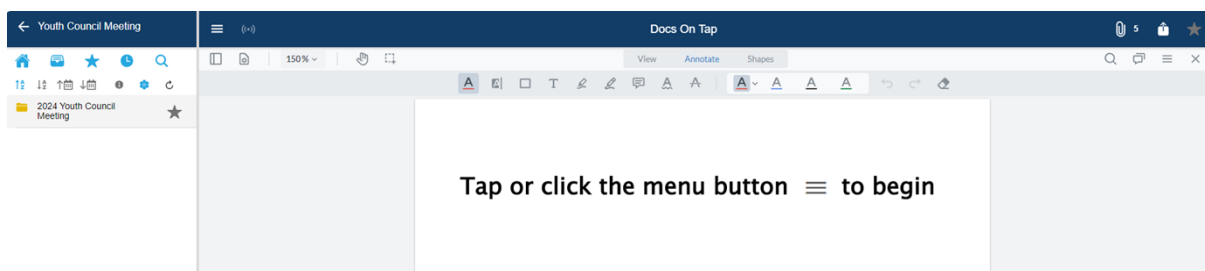 Youth Council Meeting
Docs On Tap
5
150%
View Annotate Shapes
2024 Youth Council
Meeting
Tap or click the menu button ≡ to begin